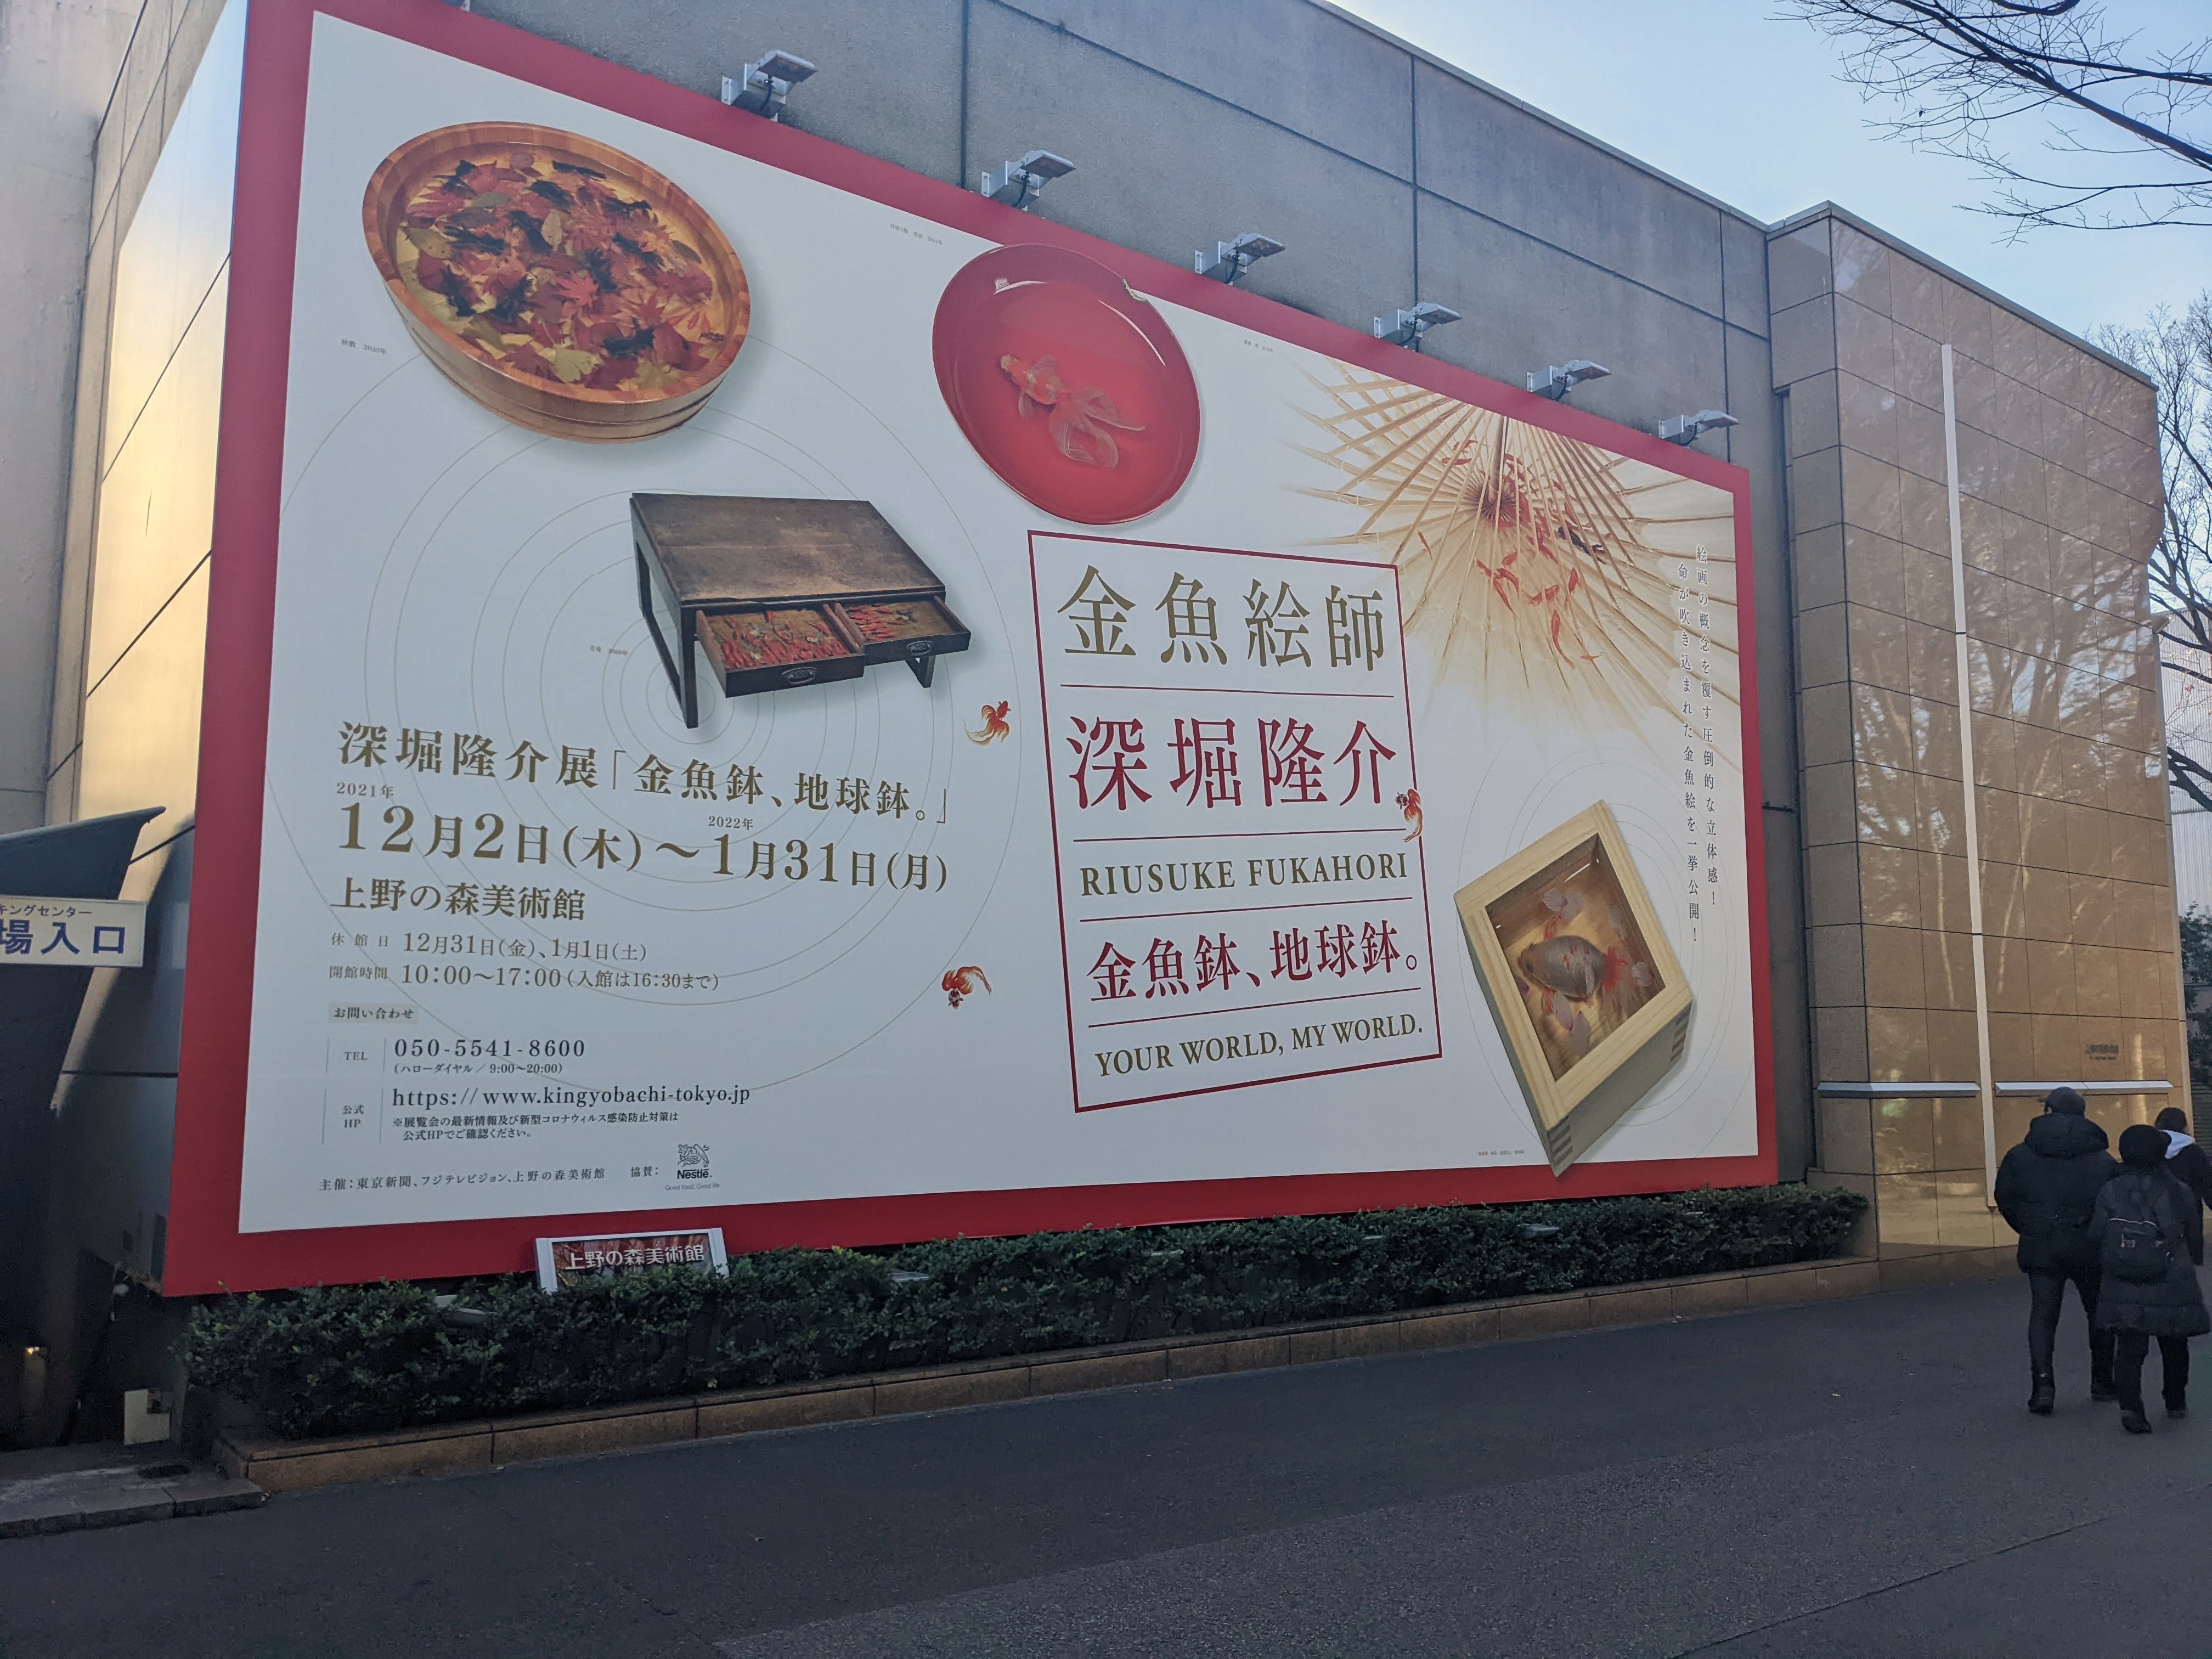 深堀隆介展「金魚鉢、地球鉢。」
2021年 2022年
12月2日(木)〜1月31日(月)
上野の森美術館
休館日 12月31日(金)、1月1日(土)
開館時間 10:00〜17:00(入館は16:30まで)
お問い合わせ
TEL 050-5541-8600
(ハローダイヤル/9:00〜20:00)
公式HP https://www.kingyobachi-tokyo.jp
※展覧会の最新情報及び新型コロナウィルス感染防止対策は
公式HPでご確認ください。
主催:東京新聞、フジテレビジョン、上野の森美術館 協賛: Nestlé.
Good food, Good life
金魚絵師
深堀隆介
RIUSUKE FUKAHORI
金魚鉢、地球鉢。
YOUR WORLD, MY WORLD.
絵画の概念を覆す圧倒的な立体感!
命が吹き込まれた金魚絵を一挙公開!
上野の森美術館
キングセンター
場入口